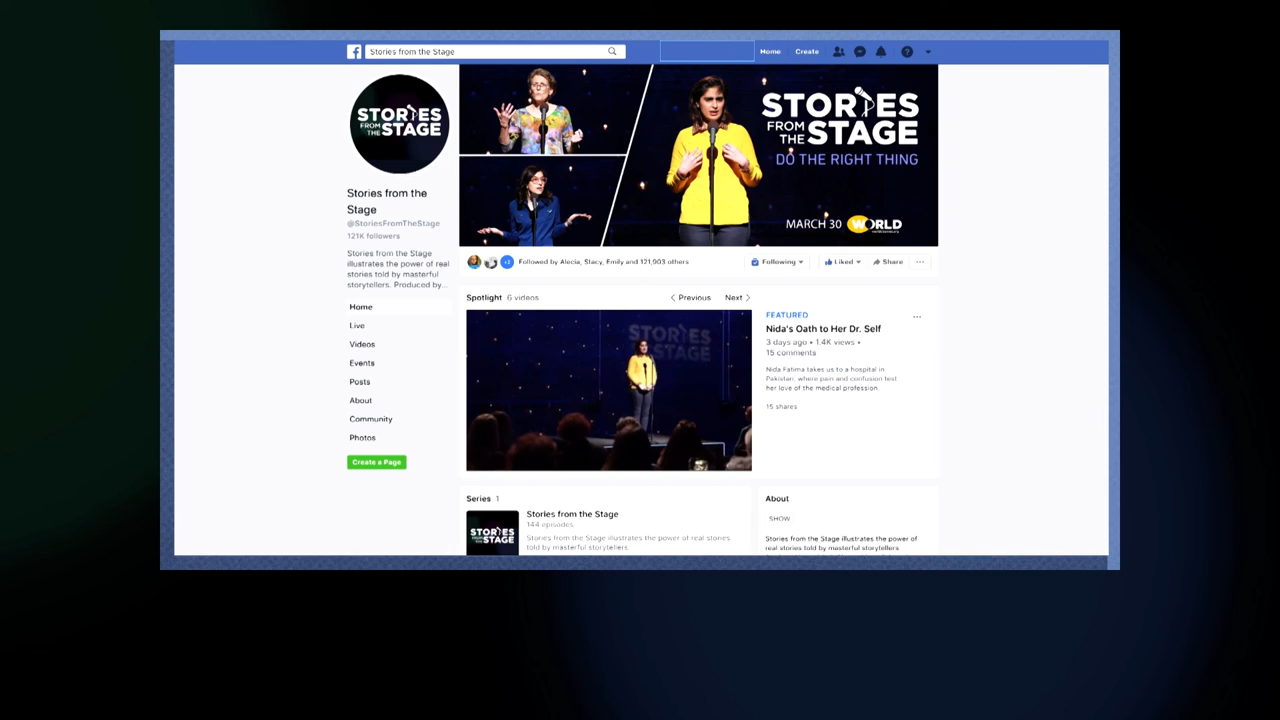 Stories from the Stage
Home
Create
STORIES
FROM
THE STAGE
STORIES
FROM
THE STAGE
DO THE RIGHT THING
MARCH 30 WORLD
Stories from the
Stage
@StoriesFromTheStage
121K followers
Stories from the Stage
illustrates the power of real
stories told by masterful
storytellers. Produced by...
Home
Live
Videos
Events
Posts
About
Community
Photos
Create a Page
+2 Followed by Alecia, Stacy, Emily and 121,903 others
Following
Liked
Share
Spotlight 6 videos
Previous
Next
STORIES
STAGE
FEATURED
Nida's Oath to Her Dr. Self
3 days ago • 1.4K views •
15 comments
Nida Fatima takes us to a hospital in
Pakistan, where pain and confusion test
her love of the medical profession.
15 shares
Series 1
STORIES
FROM
THE STAGE
Stories from the Stage
144 episodes
Stories from the Stage illustrates the power of real stories
told by masterful storytellers.
About
SHOW
Stories from the Stage illustrates the power of
real stories told by masterful storytellers